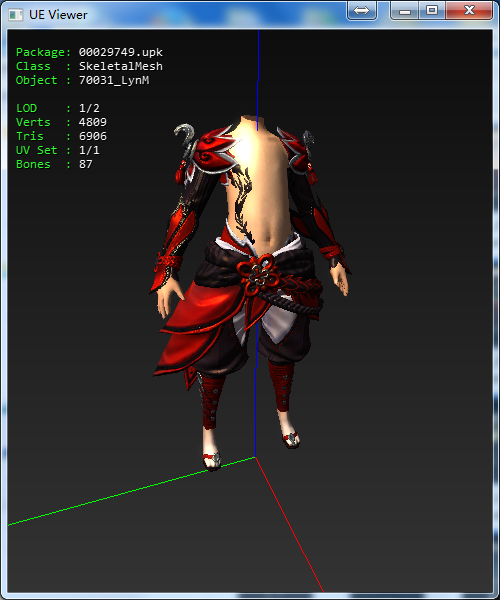 UE Viewer
Package: 00029749.upk
Class : SkeletalMesh
Object : 70031_LynM
LOD : 1/2
Verts : 4809
Tris : 6906
UV Set : 1/1
Bones : 87